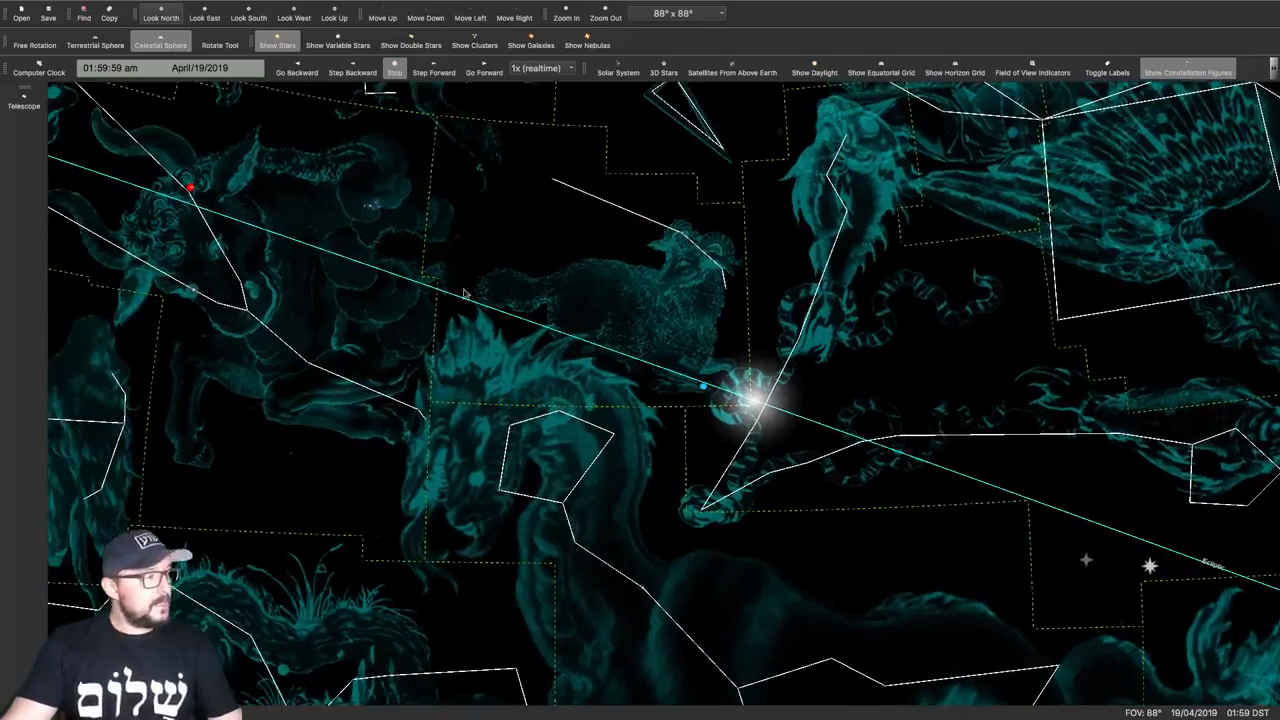 Open Save Find Copy Look North Look East Look South Look West Look Up Move Up Move Down Move Left Move Right Zoom In Zoom Out 88° x 88°
Free Rotation Terrestrial Sphere Celestial Sphere Rotate Tool Show Stars Show Variable Stars Show Double Stars Show Clusters Show Galaxies Show Nebulas
Computer Clock 01:59:59 am April/19/2019 Go Backward Step Backward Stop Step Forward Go Forward 1x (realtime) Solar System 3D Stars Satellites From Above Earth Show Daylight Show Equatorial Grid Show Horizon Grid Field of View Indicators Toggle Labels Show Constellation Figures
Telescope
Ecliptic
שָׁלוֹם
FOV: 88° 19/04/2019 01:59 DST